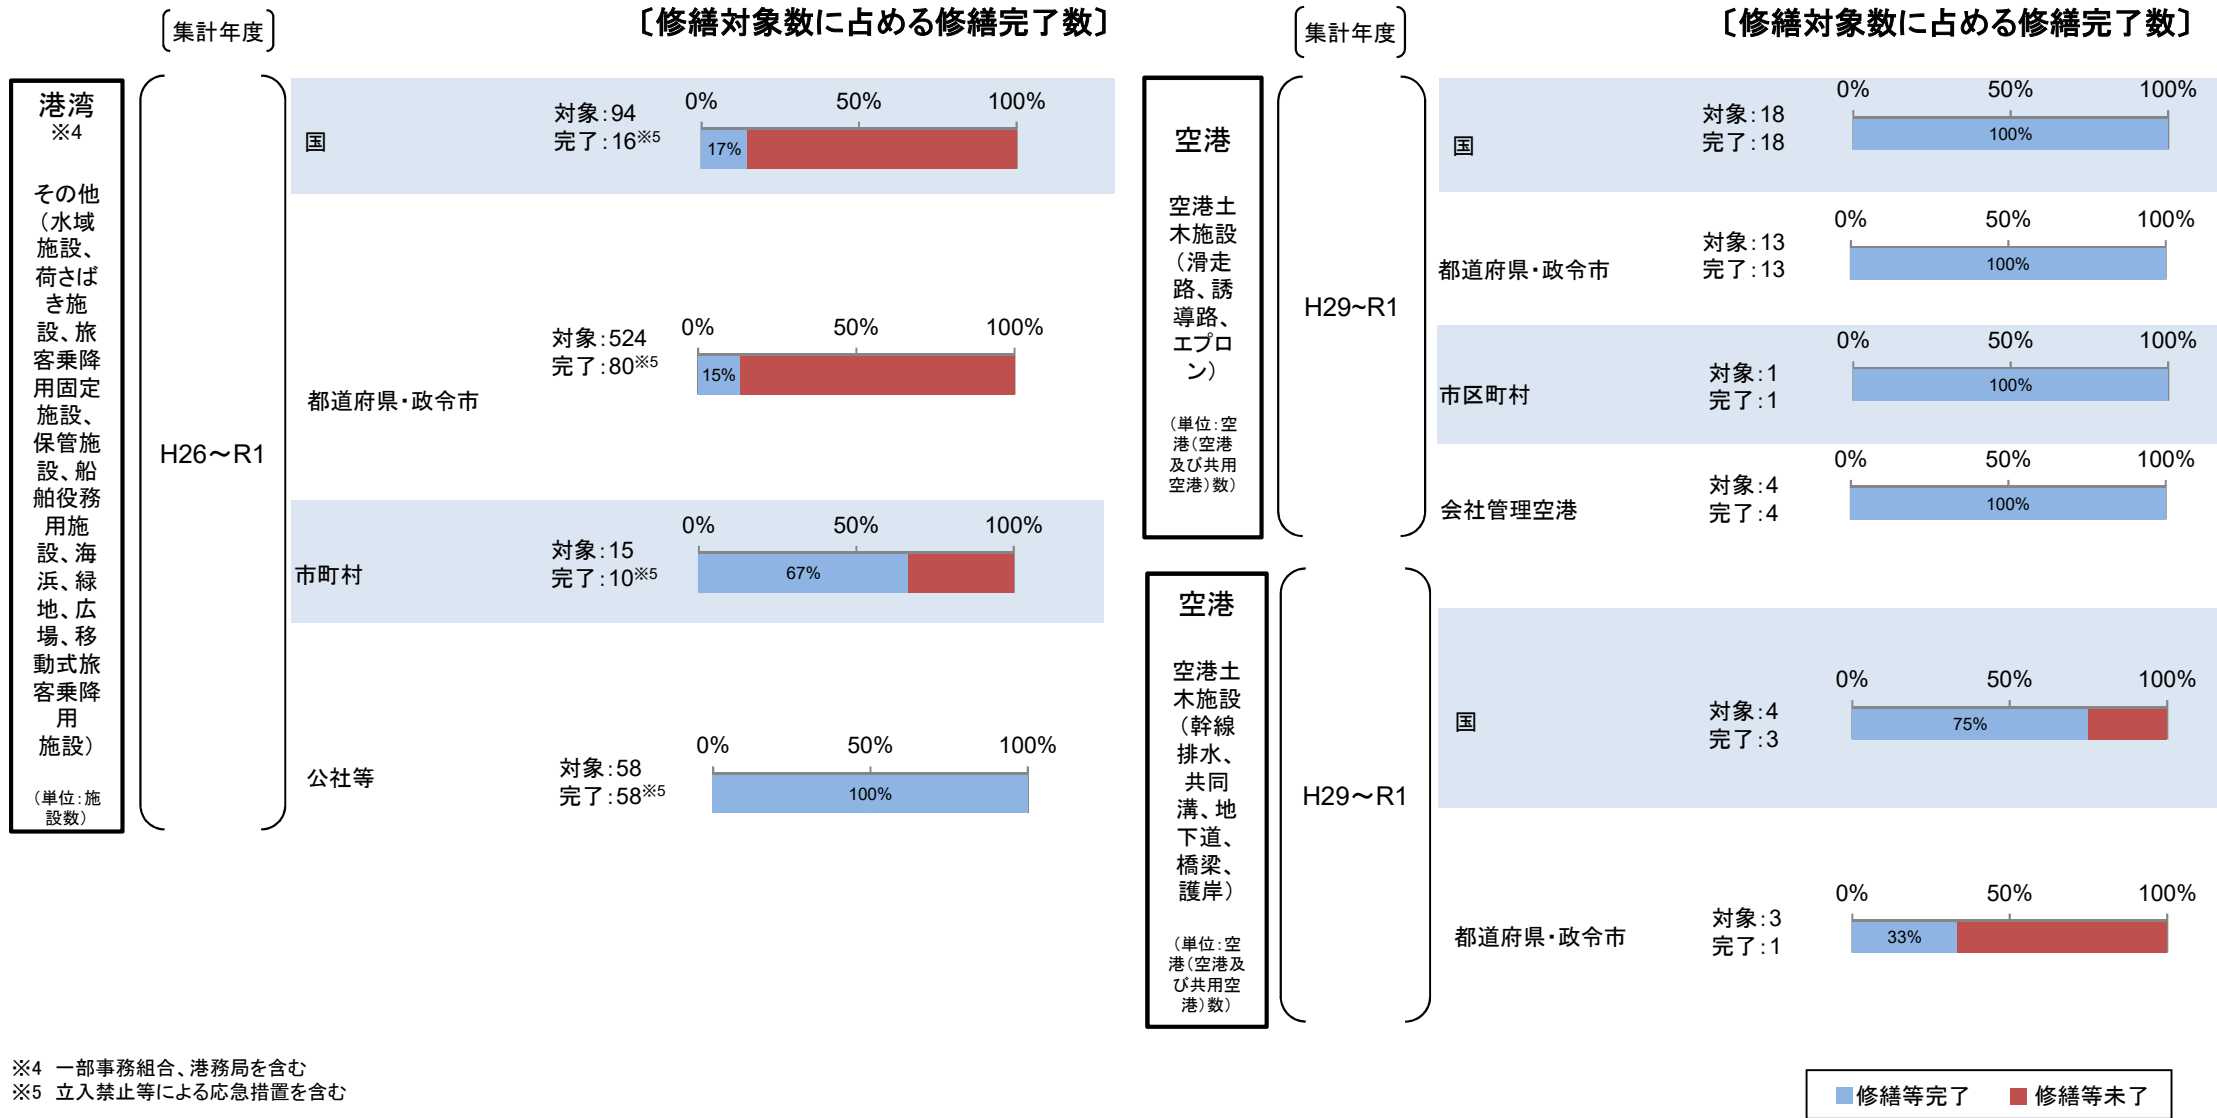 集計年度
〔修繕対象数に占める修繕完了数〕
港湾
※4
その他
（水域
施設、
荷さば
き施
設、旅
客乗降
用固定
施設、
保管施
設、船
舶役務
用施
設、海
浜、緑
地、広
場、移
動式旅
客乗降
用
施設）
（単位：施
設数）
H26～R1
国
対象：94
完了：16※5
0% 50% 100%
17%
都道府県・政令市
対象：524
完了：80※5
0% 50% 100%
15%
市町村
対象：15
完了：10※5
0% 50% 100%
67%
公社等
対象：58
完了：58※5
0% 50% 100%
100%
集計年度
〔修繕対象数に占める修繕完了数〕
空港
空港土
木施設
（滑走
路、誘
導路、
エプロ
ン）
（単位：空
港（空港
及び共用
空港）数）
H29~R1
国
対象：18
完了：18
0% 50% 100%
100%
都道府県・政令市
対象：13
完了：13
0% 50% 100%
100%
市区町村
対象：1
完了：1
0% 50% 100%
100%
会社管理空港
対象：4
完了：4
0% 50% 100%
100%
空港
空港土
木施設
（幹線
排水、
共同
溝、地
下道、
橋梁、
護岸）
（単位：空
港（空港及
び共用空
港）数）
H29～R1
国
対象：4
完了：3
0% 50% 100%
75%
都道府県・政令市
対象：3
完了：1
0% 50% 100%
33%
※4 一部事務組合、港務局を含む
※5 立入禁止等による応急措置を含む
修繕等完了 修繕等未了